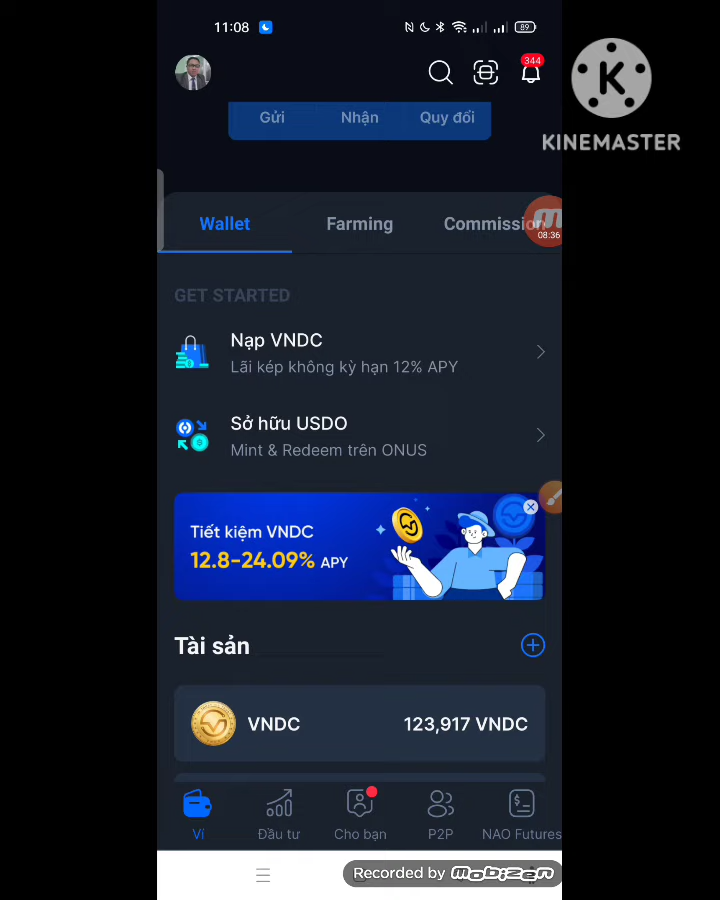 11:08
89
344
K
KINEMASTER
Gửi Nhận Quy đổi
Wallet Farming Commission
08:36
GET STARTED
Nạp VNDC
Lãi kép không kỳ hạn 12% APY
Sở hữu USDO
Mint & Redeem trên ONUS
Tiết kiệm VNDC
12.8-24.09% APY
Tài sản
VNDC 123,917 VNDC
Ví Đầu tư Cho bạn P2P NAO Futures
Recorded by mobizen